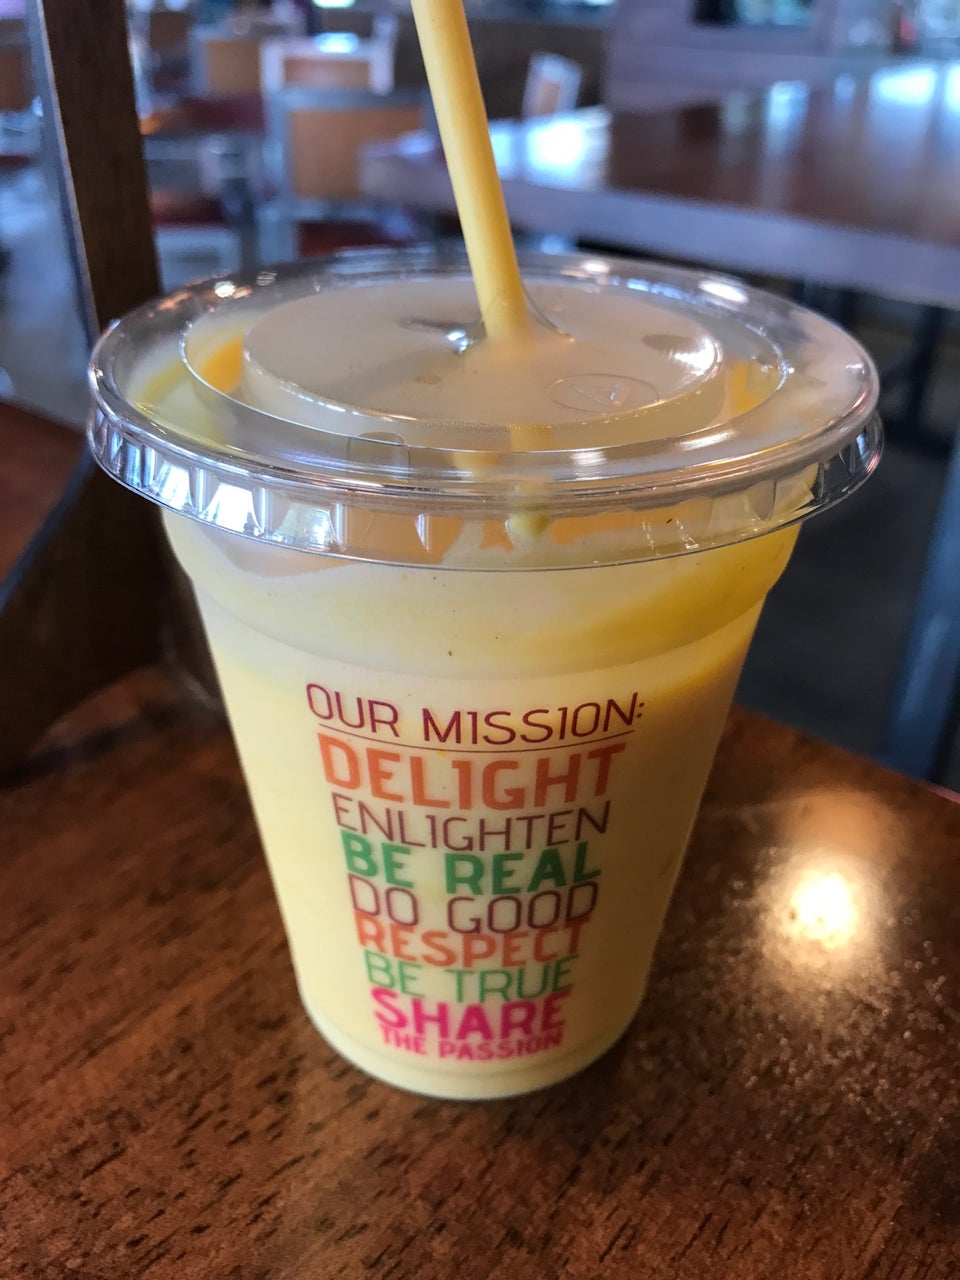 OUR MISSION:
DELIGHT
ENLIGHTEN
BE REAL
DO GOOD
RESPECT
BE TRUE
SHARE
THE PASSION